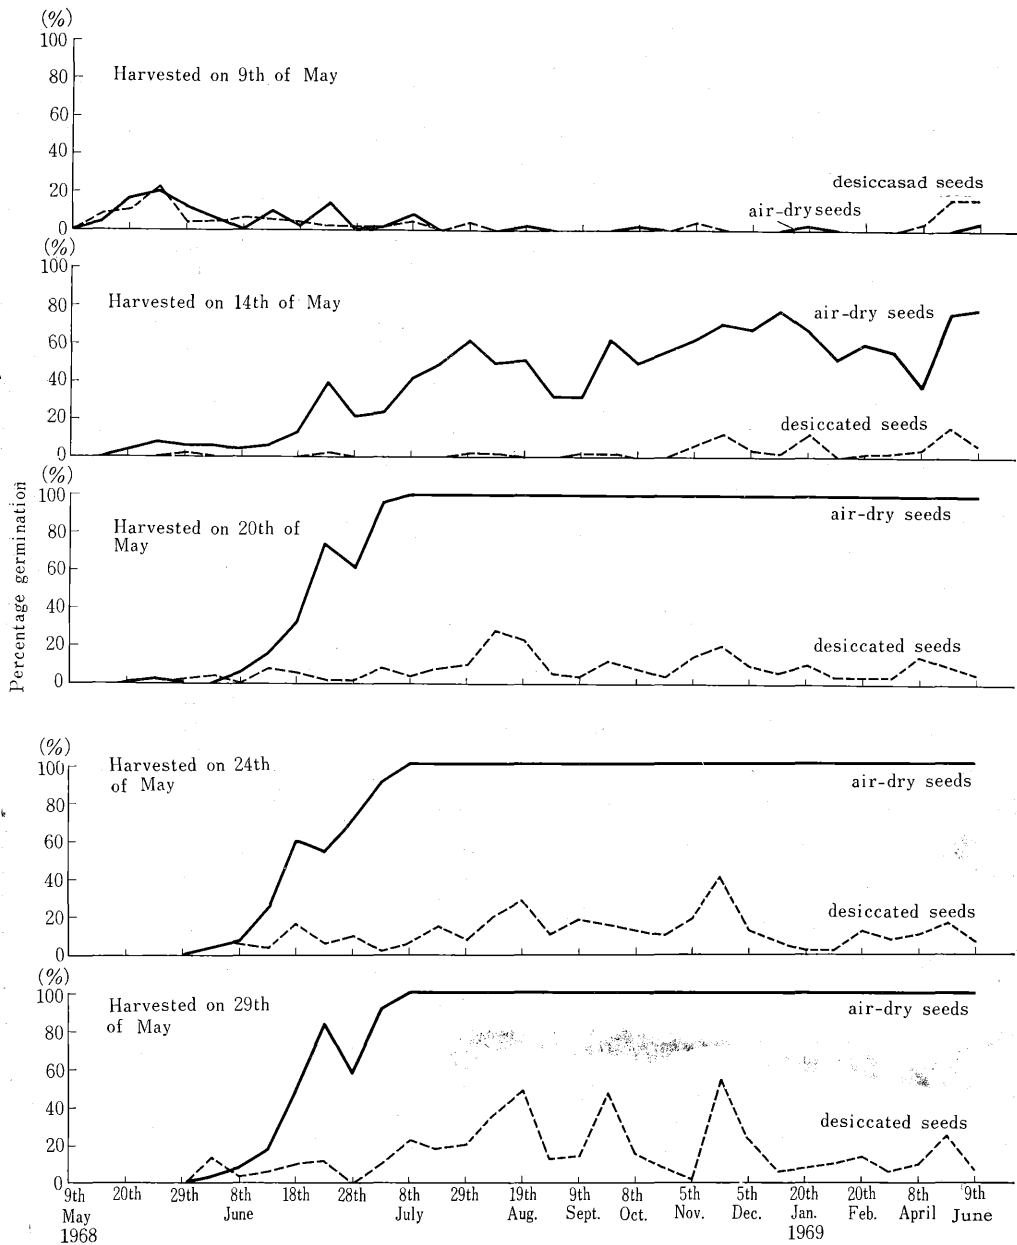 (%)
100
80
60
40
20
0
Harvested on 9th of May
desiccasad seeds
air-dry seeds
(%)
100
80
60
40
20
0
Harvested on 14th of May
air-dry seeds
desiccated seeds
(%)
100
80
60
40
20
0
Harvested on 20th of
May
air-dry seeds
desiccated seeds
Percentage germination
(%)
100
80
60
40
20
0
Harvested on 24th
of May
air-dry seeds
desiccated seeds
(%)
100
80
60
40
20
0
Harvested on 29th
of May
air-dry seeds
desiccated seeds
9th 20th 29th 8th 18th 28th 8th 29th 19th 9th 8th 5th 5th 20th 20th 8th 9th
May June July Aug. Sept. Oct. Nov. Dec. Jan. Feb. April June
1968 1969